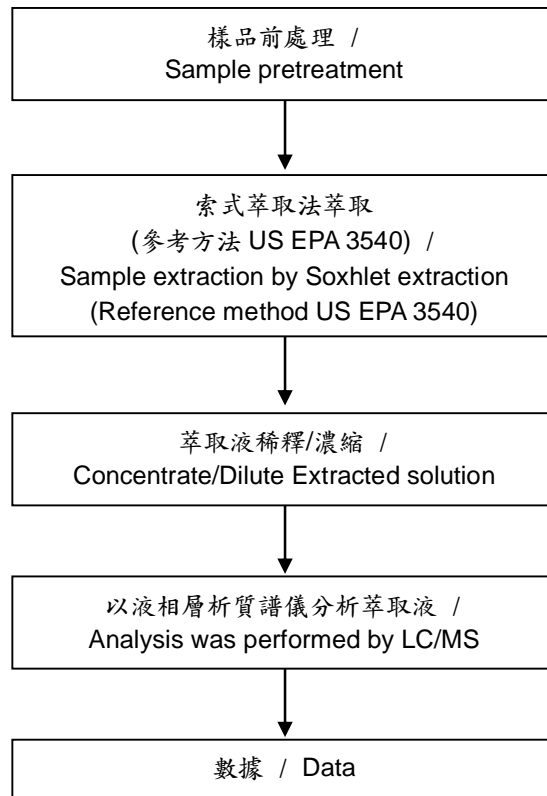 樣品前處理 /
Sample pretreatment
索式萃取法萃取
(參考方法 US EPA 3540) /
Sample extraction by Soxhlet extraction
(Reference method US EPA 3540)
萃取液稀釋/濃縮 /
Concentrate/Dilute Extracted solution
以液相層析質譜儀分析萃取液 /
Analysis was performed by LC/MS
數據 / Data